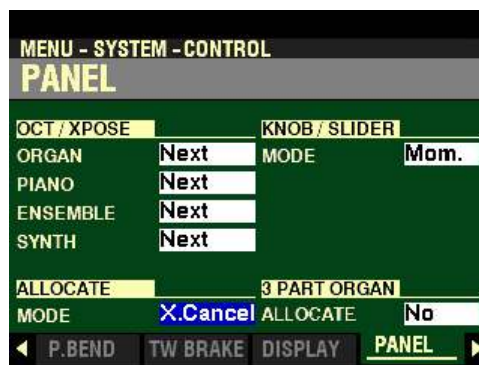 MENU - SYSTEM - CONTROL
PANEL
OCT / XPOSE
KNOB / SLIDER
ORGAN Next
MODE Mom.
PIANO Next
ENSEMBLE Next
SYNTH Next
ALLOCATE
3 PART ORGAN
MODE X.Cancel
ALLOCATE No
P.BEND TW BRAKE DISPLAY PANEL